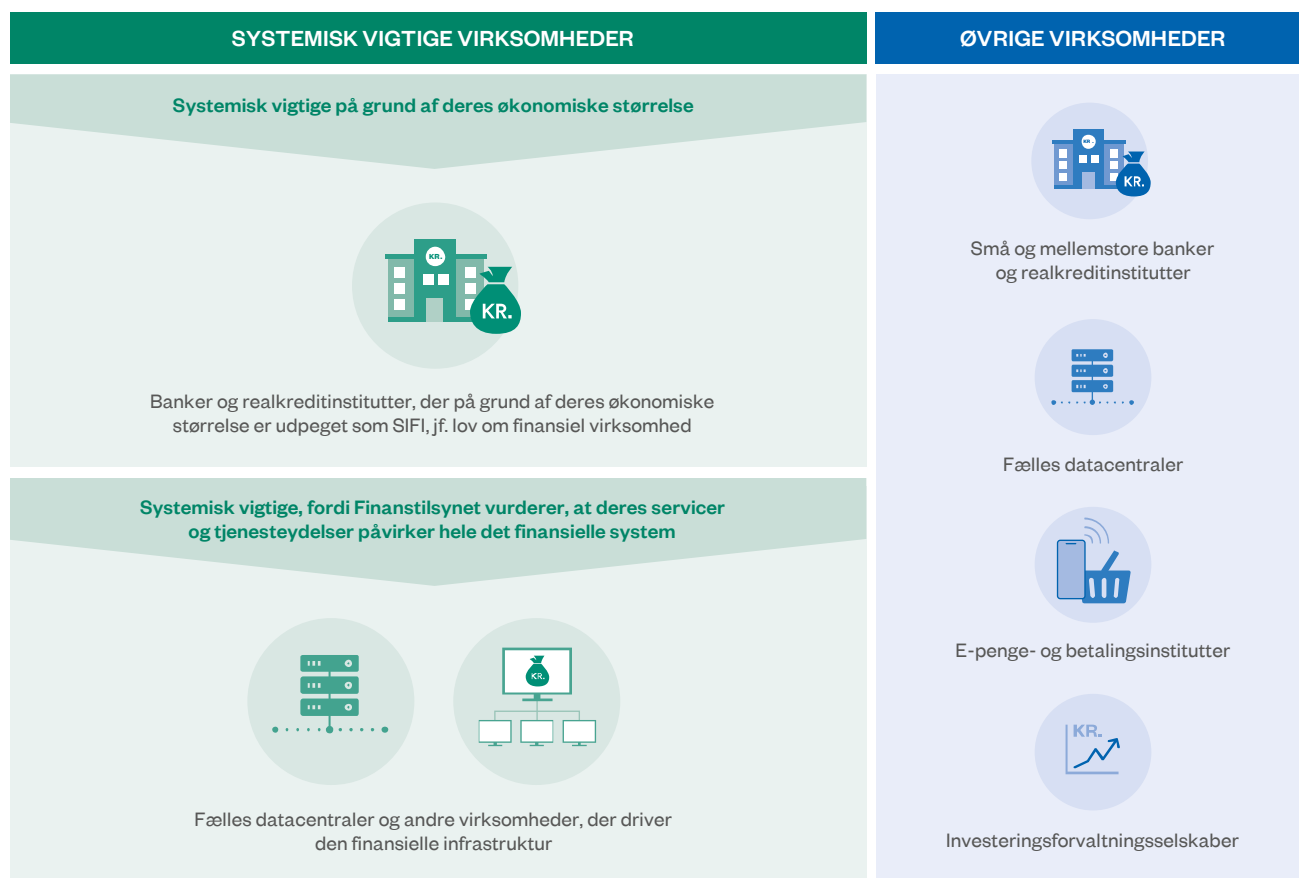 SYSTEMISK VIGTIGE VIRKSOMHEDER
Systemisk vigtige på grund af deres økonomiske størrelse
KR.
KR.
Banker og realkreditinstitutter, der på grund af deres økonomiske
størrelse er udpeget som SIFI, jf. lov om finansiel virksomhed
Systemisk vigtige, fordi Finanstilsynet vurderer, at deres servicer
og tjenesteydelser påvirker hele det finansielle system
KR.
Fælles datacentraler og andre virksomheder, der driver
den finansielle infrastruktur
ØVRIGE VIRKSOMHEDER
KR.
KR.
Små og mellemstore banker
og realkreditinstitutter
Fælles datacentraler
E-penge- og betalingsinstitutter
KR.
Investeringsforvaltningsselskaber